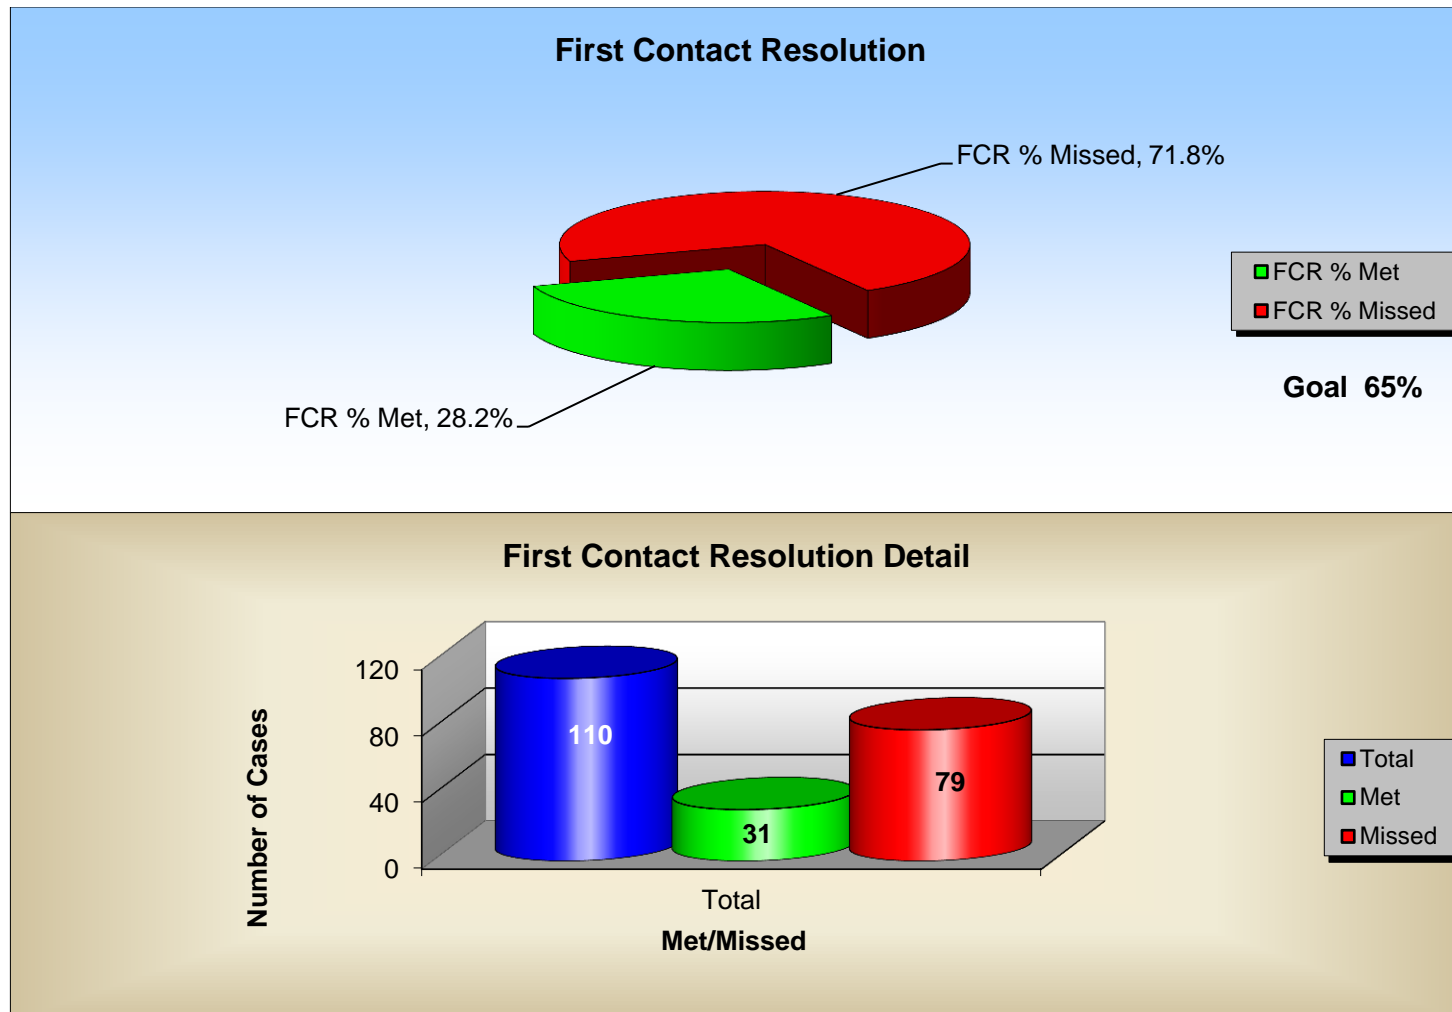 First Contact Resolution
FCR % Missed, 71.8%
FCR % Met, 28.2%
FCR % Met
FCR % Missed
Goal  65%
First Contact Resolution Detail
Number of Cases
120
80
40
0
110
31
79
Total
Met/Missed
Total
Met
Missed